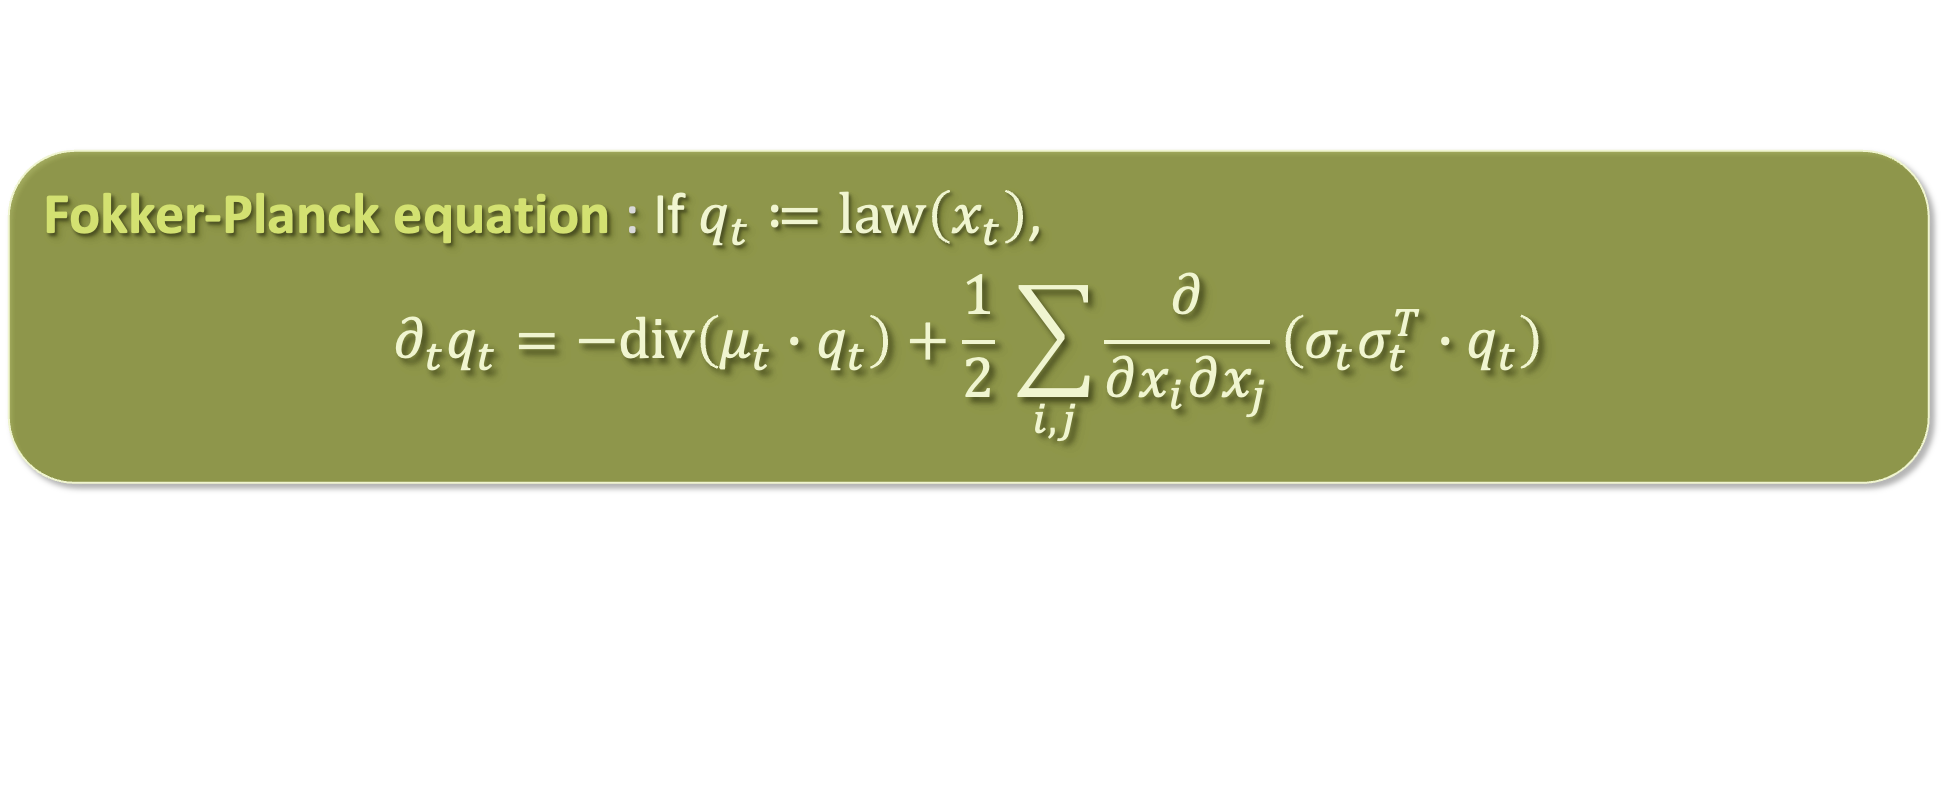 Fokker-Planck equation : If q_t ≔ law(x_t),
∂_t q_t = −div(μ_t · q_t) + 1/2 ∑_{i,j} ∂/(∂x_i ∂x_j) (σ_t σ_t^T · q_t)